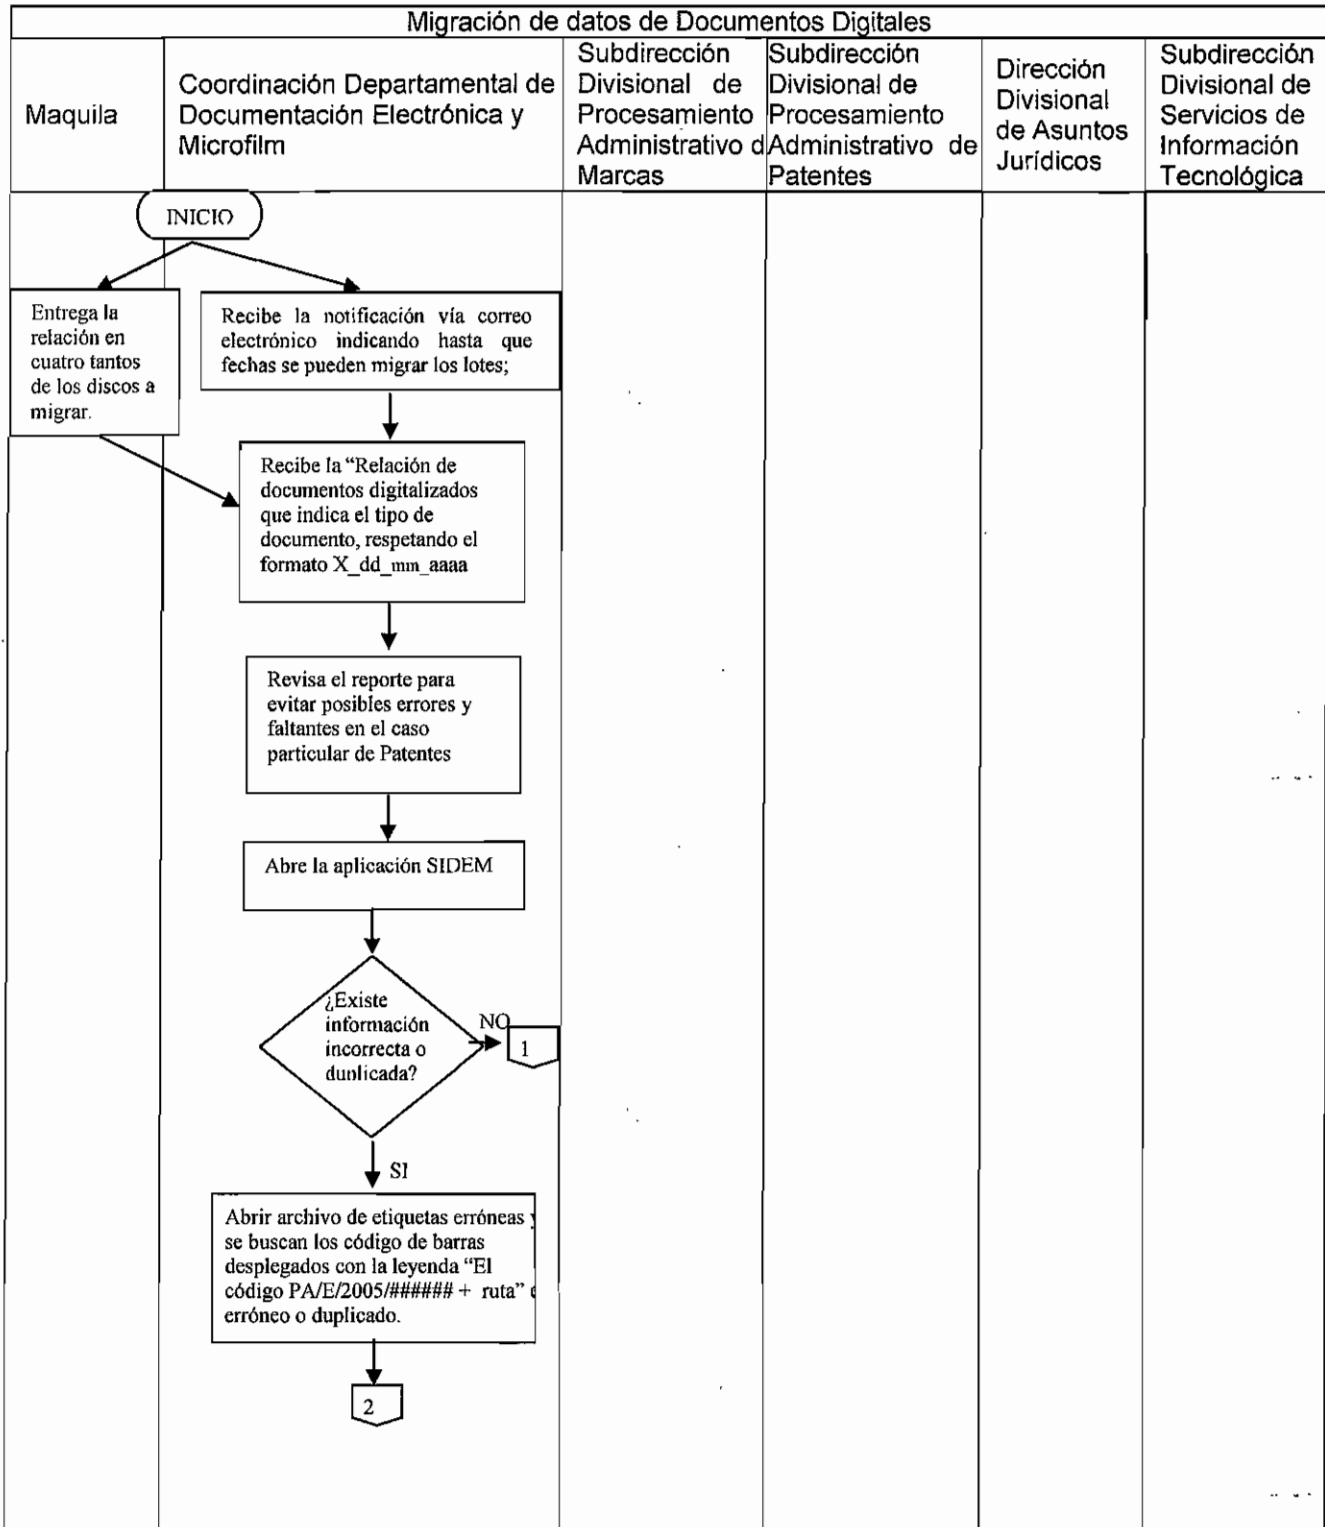 Migración de datos de Documentos Digitales
Maquila
Coordinación Departamental de
Documentación Electrónica y
Microfilm
Subdirección
Divisional de
Procesamiento
Administrativo d
Marcas
Subdirección
Divisional de
Procesamiento
Administrativo de
Patentes
Dirección
Divisional
de Asuntos
Jurídicos
Subdirección
Divisional de
Servicios de
Información
Tecnológica
INICIO
Entrega la
relación en
cuatro tantos
de los discos a
migrar.
Recibe la notificación vía correo
electrónico indicando hasta que
fechas se pueden migrar los lotes;
Recibe la “Relación de
documentos digitalizados
que indica el tipo de
documento, respetando el
formato X_dd_mm_aaaa
Revisa el reporte para
evitar posibles errores y
faltantes en el caso
particular de Patentes
Abre la aplicación SIDEM
¿Existe
información
incorrecta o
duplicada?
NO
1
SI
Abrir archivo de etiquetas erróneas y
se buscan los código de barras
desplegados con la leyenda “El
código PA/E/2005/###### + ruta”
erróneo o duplicado.
2